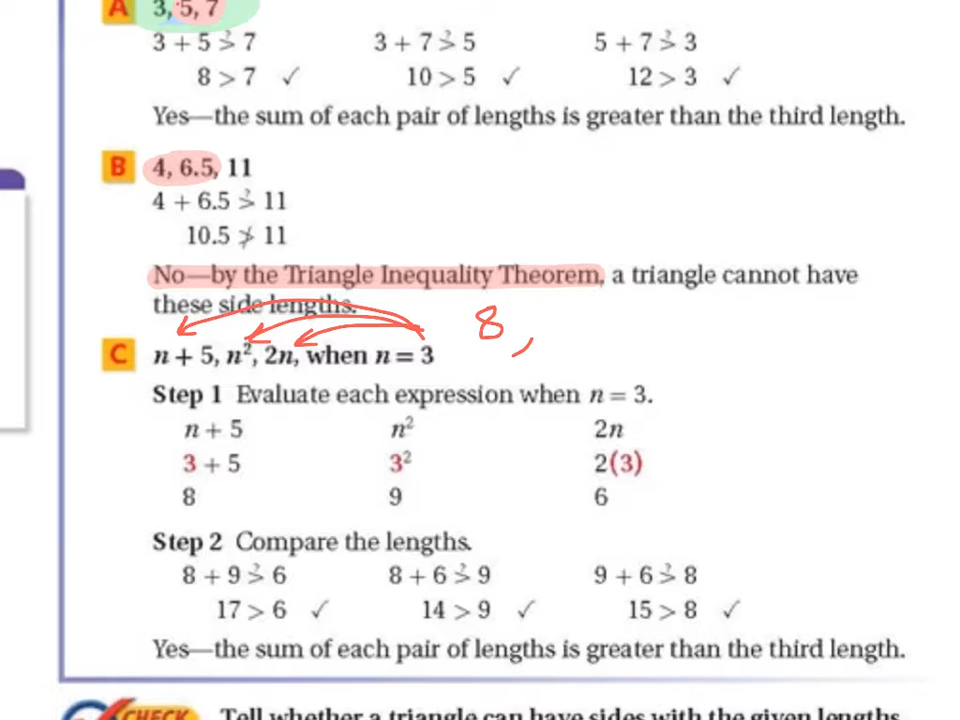 A 3, 5, 7
3 + 5 >? 7 3 + 7 >? 5 5 + 7 >? 3
8 > 7 ✓ 10 > 5 ✓ 12 > 3 ✓
Yes—the sum of each pair of lengths is greater than the third length.
B 4, 6.5, 11
4 + 6.5 >? 11
10.5 ≯ 11
No—by the Triangle Inequality Theorem, a triangle cannot have
these side lengths.
8,
C n + 5, n², 2n, when n = 3
Step 1 Evaluate each expression when n = 3.
n + 5 n² 2n
3 + 5 3² 2(3)
8 9 6
Step 2 Compare the lengths.
8 + 9 >? 6 8 + 6 >? 9 9 + 6 >? 8
17 > 6 ✓ 14 > 9 ✓ 15 > 8 ✓
Yes—the sum of each pair of lengths is greater than the third length.
CHECK Tell whether a triangle can have sides with the given lengths